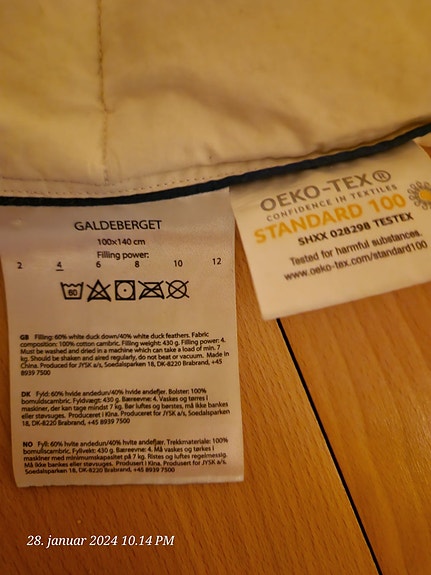 GALDEBERGET
100x140 cm
Filling power:
2 4 6 8 10 12
60
GB Filling: 60% white duck down/40% white duck feathers. Fabric
composition: 100% cotton cambric. Filling weight: 430 g. Filling power: 4.
Must be washed and dried in a machine which can take a load of min. 7
kg. Should be shaken and aired regularly, do not beat or vacuum. Made in
China. Produced for JYSK a/s, Soedalsparken 18, DK-8220 Brabrand, +45
8939 7500
DK Fyld: 60% hvide andedun/40% hvide andefjer. Bolster: 100%
bomuldscambric. Fyldvægt: 430 g. Bæreevne: 4. Vaskes og tørres i
maskiner, der kan tage mindst 7 kg. Bør luftes og børstes, må ikke bankes
eller støvsuges. Produced for JYSK a/s, Soedalsparken 18, DK-8220 Brabrand, +45
8939 7500
NO Fyll: 60% hvite andedun/40% hvite andefjær. Trekkmateriale: 100%
bomullscambric. Fyllvekt: 430 g. Bæreevne: 4. Må vaskes og tørkes i
maskiner med minimumskapasitet på 7 kg. Ristes og luftes regelmessig.
Må ikke bankes eller støvsuges. Produsert i Kina. Produsert for JYSK a/s,
Soedalsparken 18, DK-8220 Brabrand, +45 8939 7500
OEKO-TEX®
CONFIDENCE IN TEXTILES
STANDARD 100
SHXX 028298 TESTEX
Tested for harmful substances.
www.oeko-tex.com/standard100
28. januar 2024 10.14 PM